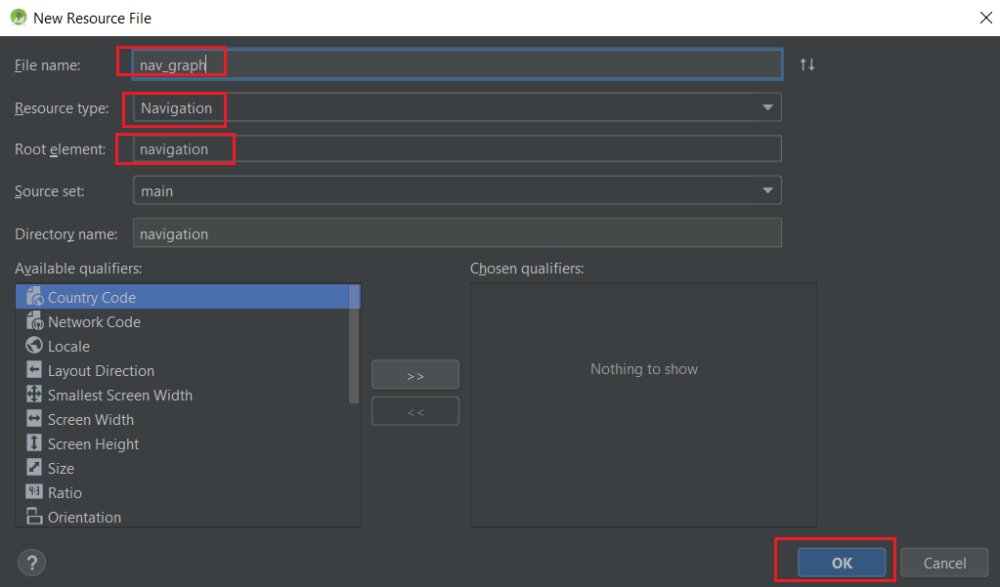 New Resource File
File name: nav_graph
Resource type: Navigation
Root element: navigation
Source set: main
Directory name: navigation
Available qualifiers: Chosen qualifiers:
Country Code
Network Code
Locale
Layout Direction
Smallest Screen Width
Screen Width
Screen Height
Size
Ratio
Orientation
>>
<<
Nothing to show
? OK Cancel